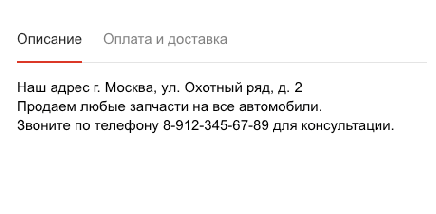 Описание Оплата и доставка
Наш адрес г. Москва, ул. Охотный ряд, д. 2
Продаем любые запчасти на все автомобили.
Звоните по телефону 8-912-345-67-89 для консультации.